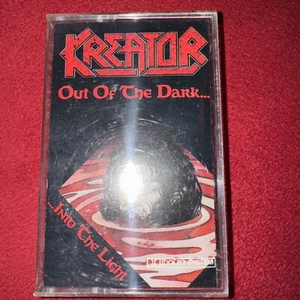 KREATOR
Out Of The Dark...
...Into The Light